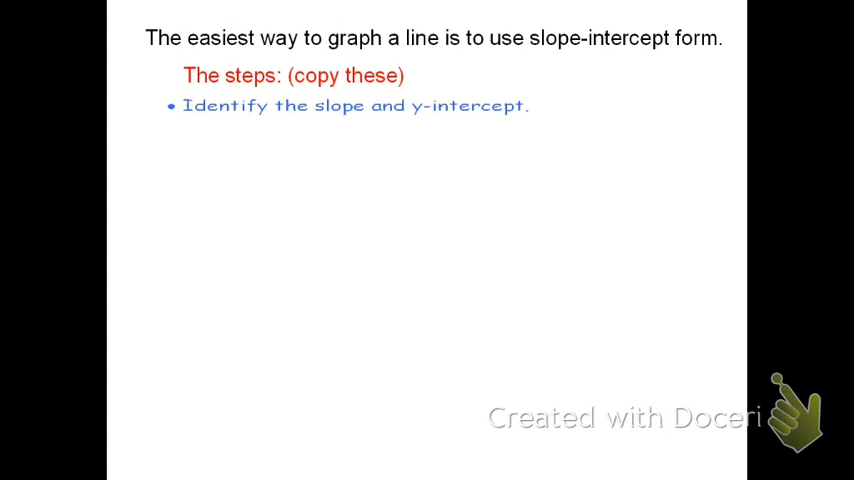 The easiest way to graph a line is to use slope-intercept form.
The steps: (copy these)
• Identify the slope and y-intercept.
Created with Doceri